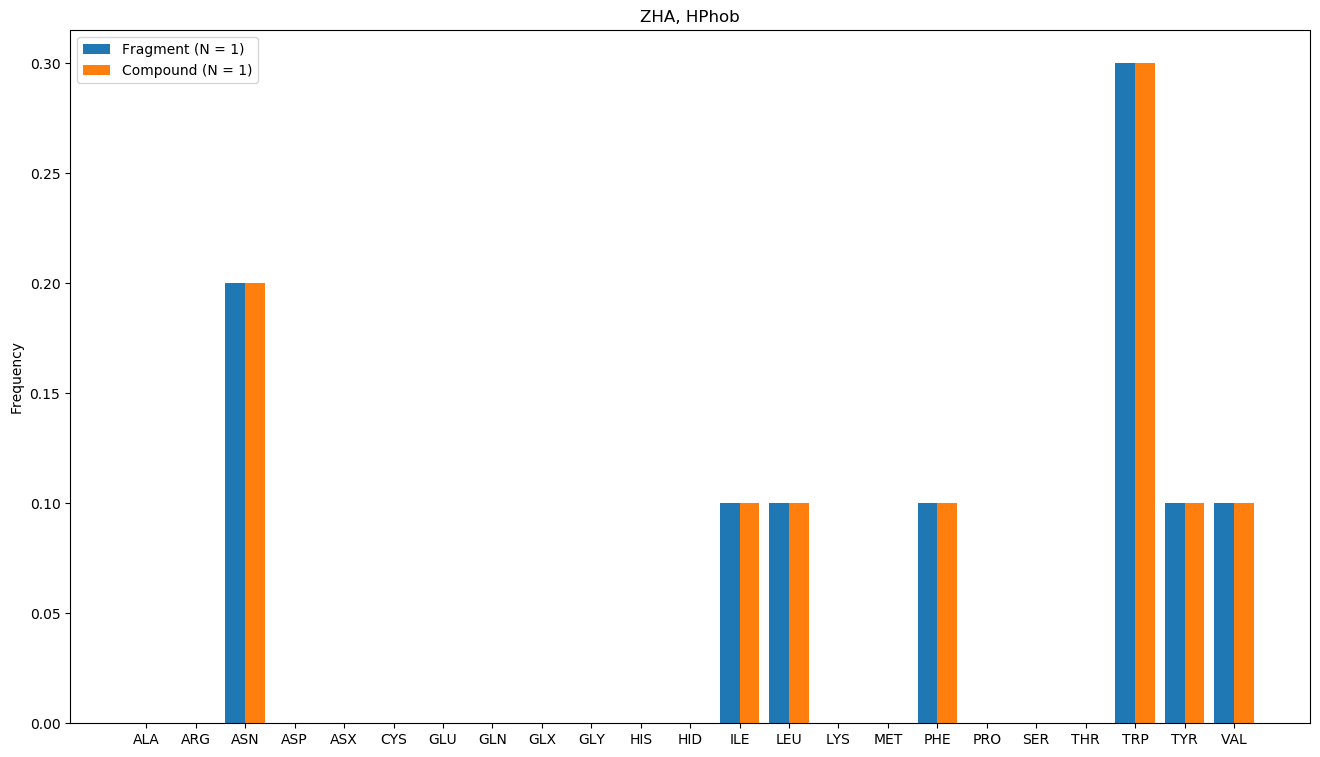 ZHA, HPhob
Fragment (N = 1)
Compound (N = 1)
Frequency
0.30
0.25
0.20
0.15
0.10
0.05
0.00
ALA ARG ASN ASP ASX CYS GLU GLN GLX GLY HIS HID ILE LEU LYS MET PHE PRO SER THR TRP TYR VAL